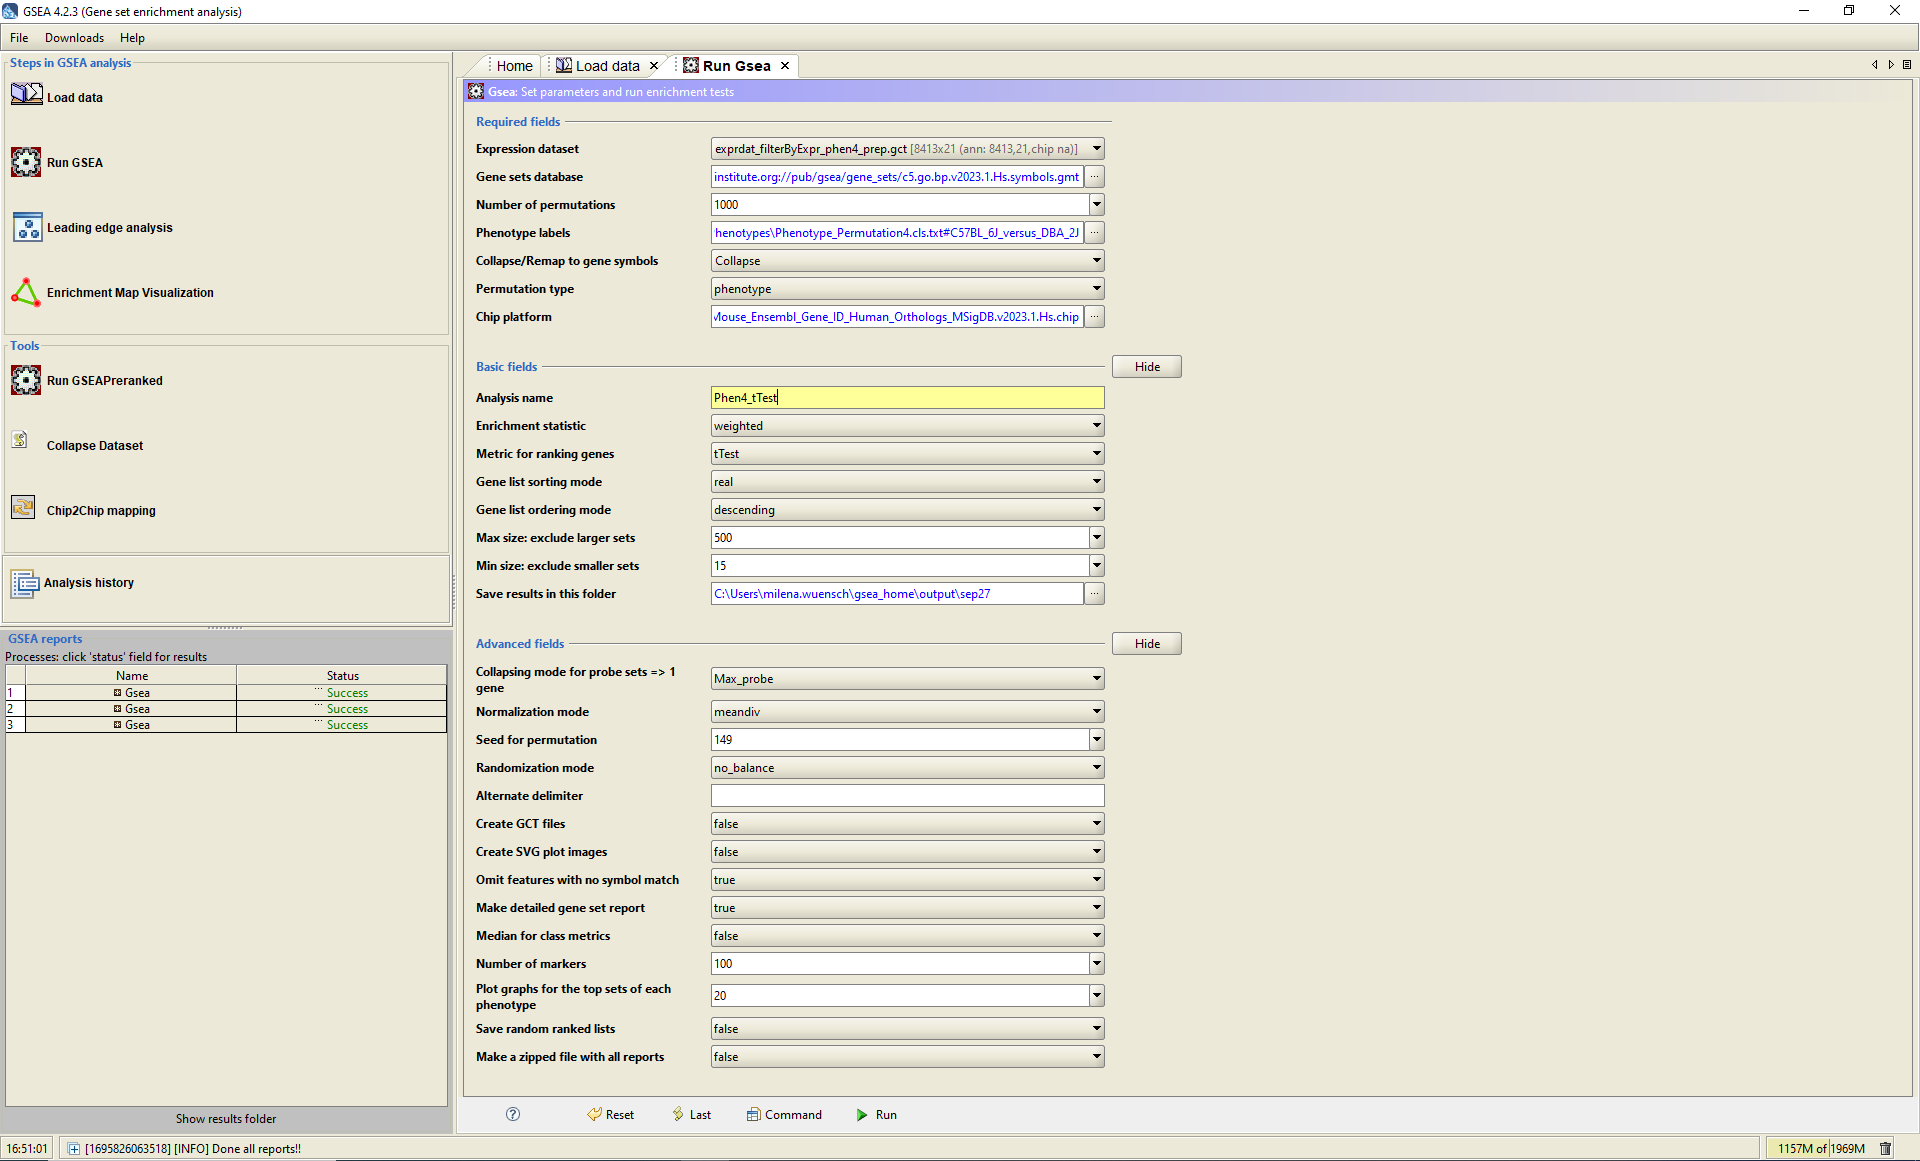 GSEA 4.2.3 (Gene set enrichment analysis)
File Downloads Help
Steps in GSEA analysis
Load data
Run GSEA
Leading edge analysis
Enrichment Map Visualization
Tools
Run GSEAPreranked
Collapse Dataset
Chip2Chip mapping
Analysis history
GSEA reports
Processes: click 'status' field for results
Name Status
1 Gsea ... Success
2 Gsea ... Success
3 Gsea ... Success
Show results folder
Home Load data Run Gsea
Gsea: Set parameters and run enrichment tests
Required fields
Expression dataset exprdat_filterByExpr_phen4_prep.gct [8413x21 (ann: 8413,21,chip na)]
Gene sets database institute.org://pub/gsea/gene_sets/c5.go.bp.v2023.1.Hs.symbols.gmt ...
Number of permutations 1000
Phenotype labels henotypes\Phenotype_Permutation4.cls.txt#C57BL_6J_versus_DBA_2J ...
Collapse/Remap to gene symbols Collapse
Permutation type phenotype
Chip platform Mouse_Ensembl_Gene_ID_Human_Orthologs_MSigDB.v2023.1.Hs.chip ...
Basic fields Hide
Analysis name Phen4_tTest
Enrichment statistic weighted
Metric for ranking genes tTest
Gene list sorting mode real
Gene list ordering mode descending
Max size: exclude larger sets 500
Min size: exclude smaller sets 15
Save results in this folder C:\Users\milena.wuensch\gsea_home\output\sep27 ...
Advanced fields Hide
Collapsing mode for probe sets => 1
gene Max_probe
Normalization mode meandiv
Seed for permutation 149
Randomization mode no_balance
Alternate delimiter
Create GCT files false
Create SVG plot images false
Omit features with no symbol match true
Make detailed gene set report true
Median for class metrics false
Number of markers 100
Plot graphs for the top sets of each
phenotype 20
Save random ranked lists false
Make a zipped file with all reports false
? Reset Last Command Run
16:51:01 [1695826063518] [INFO] Done all reports!! 1157M of 1969M